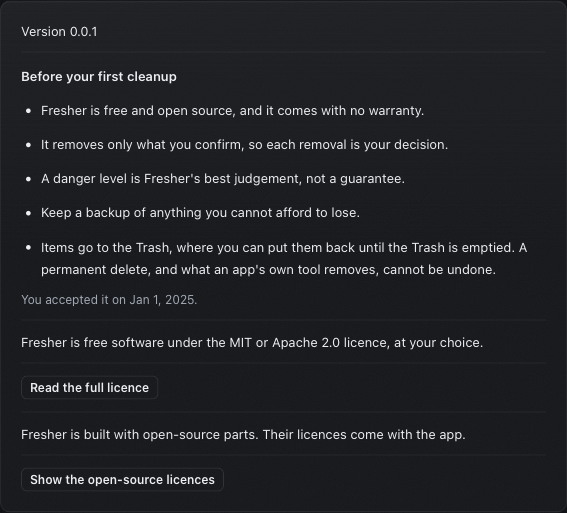 Version 0.0.1
Before your first cleanup
• Fresher is free and open source, and it comes with no warranty.
• It removes only what you confirm, so each removal is your decision.
• A danger level is Fresher's best judgement, not a guarantee.
• Keep a backup of anything you cannot afford to lose.
• Items go to the Trash, where you can put them back until the Trash is emptied. A
permanent delete, and what an app's own tool removes, cannot be undone.
You accepted it on Jan 1, 2025.
Fresher is free software under the MIT or Apache 2.0 licence, at your choice.
Read the full licence
Fresher is built with open-source parts. Their licences come with the app.
Show the open-source licences